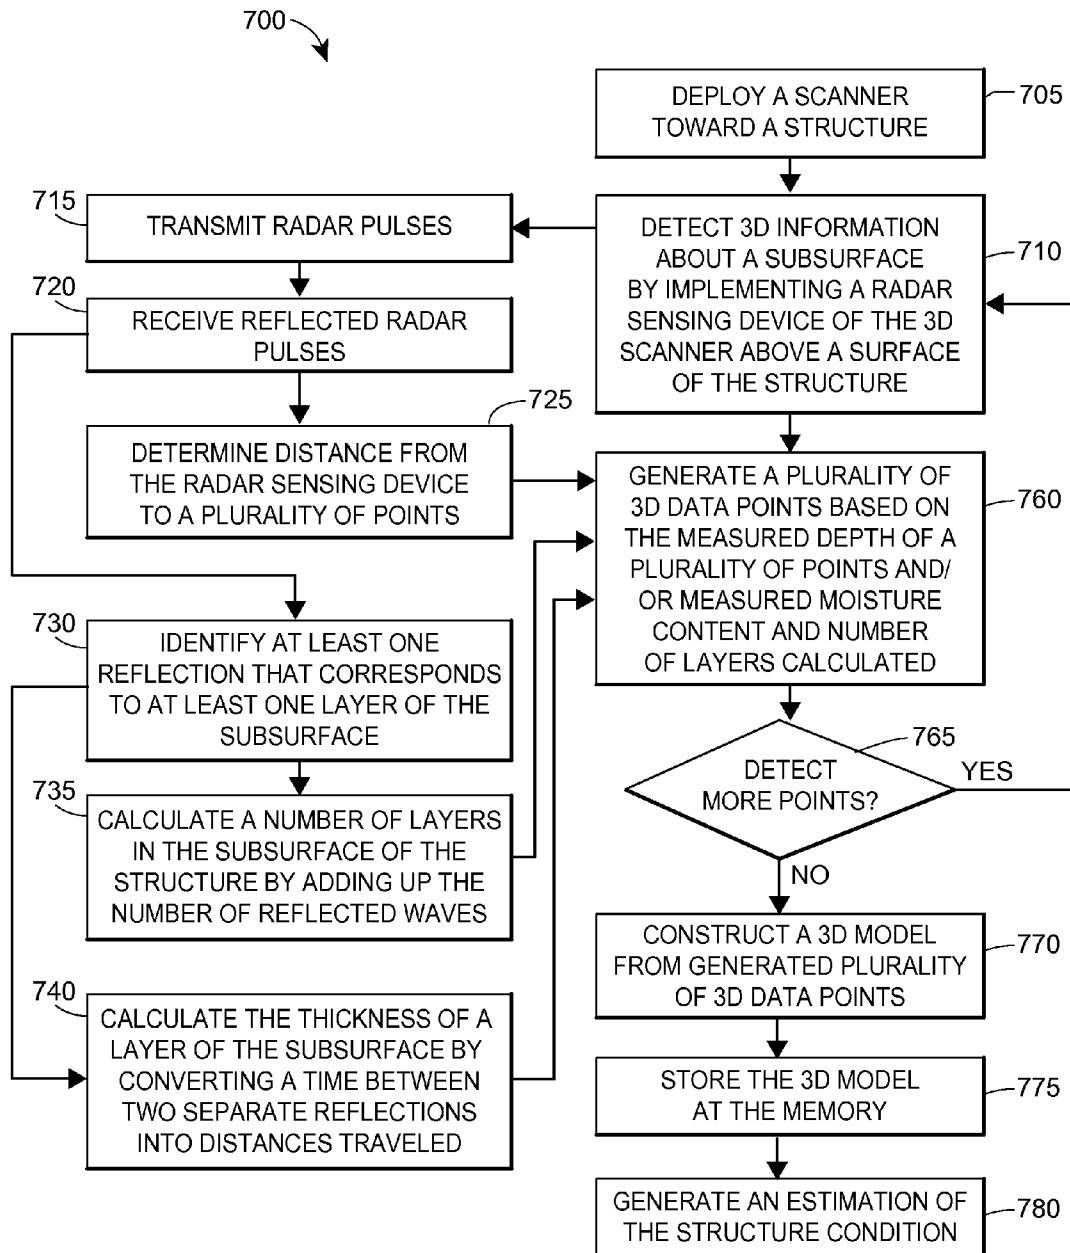 700
DEPLOY A SCANNER
TOWARD A STRUCTURE
705
715
TRANSMIT RADAR PULSES
DETECT 3D INFORMATION
ABOUT A SUBSURFACE
BY IMPLEMENTING A RADAR
SENSING DEVICE OF THE 3D
SCANNER ABOVE A SURFACE
OF THE STRUCTURE
710
720
RECEIVE REFLECTED RADAR
PULSES
725
DETERMINE DISTANCE FROM
THE RADAR SENSING DEVICE
TO A PLURALITY OF POINTS
GENERATE A PLURALITY OF
3D DATA POINTS BASED ON
THE MEASURED DEPTH OF A
PLURALITY OF POINTS AND/
OR MEASURED MOISTURE
CONTENT AND NUMBER
OF LAYERS CALCULATED
760
730
IDENTIFY AT LEAST ONE
REFLECTION THAT CORRESPONDS
TO AT LEAST ONE LAYER OF THE
SUBSURFACE
765
DETECT
MORE POINTS?
YES
NO
735
CALCULATE A NUMBER OF LAYERS
IN THE SUBSURFACE OF THE
STRUCTURE BY ADDING UP THE
NUMBER OF REFLECTED WAVES
CONSTRUCT A 3D MODEL
FROM GENERATED PLURALITY
OF 3D DATA POINTS
770
740
CALCULATE THE THICKNESS OF A
LAYER OF THE SUBSURFACE BY
CONVERTING A TIME BETWEEN
TWO SEPARATE REFLECTIONS
INTO DISTANCES TRAVELED
STORE THE 3D MODEL
AT THE MEMORY
775
GENERATE AN ESTIMATION OF
THE STRUCTURE CONDITION
780